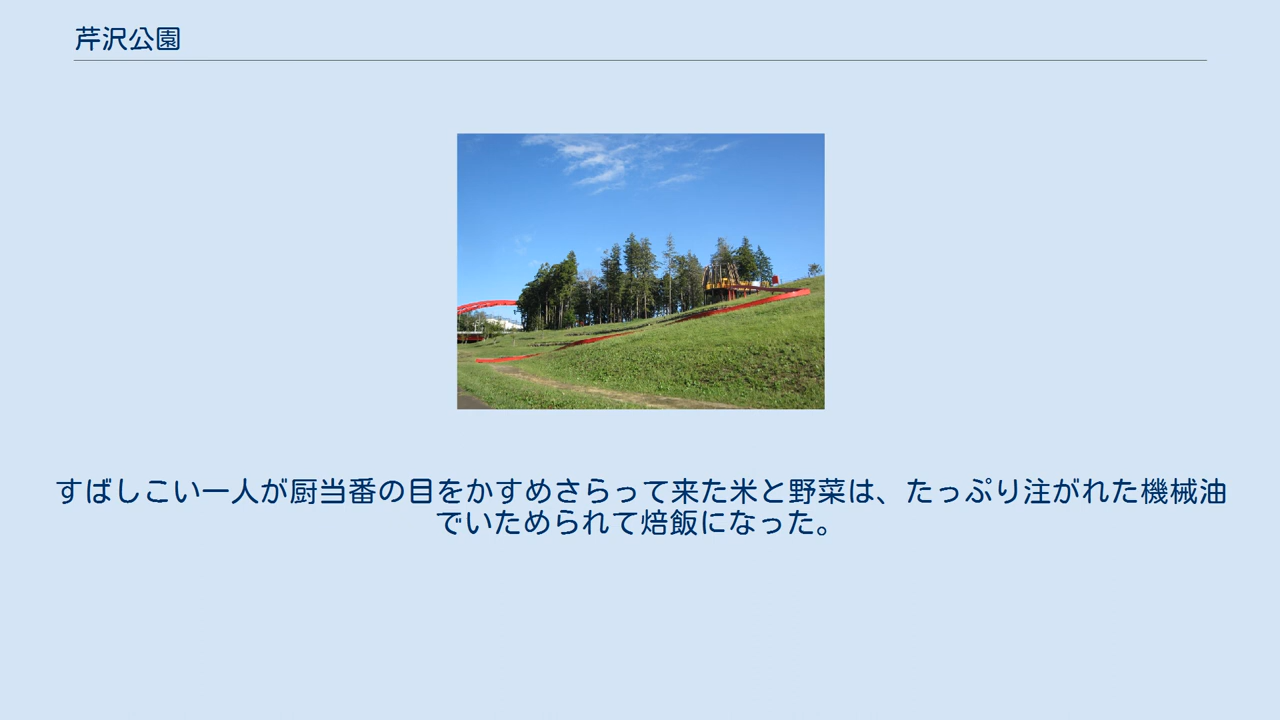 芹沢公園
すばしこい一人が厨当番の目をかすめさらって来た米と野菜は、たっぷり注がれた機械油
でいためられて焙飯になった。